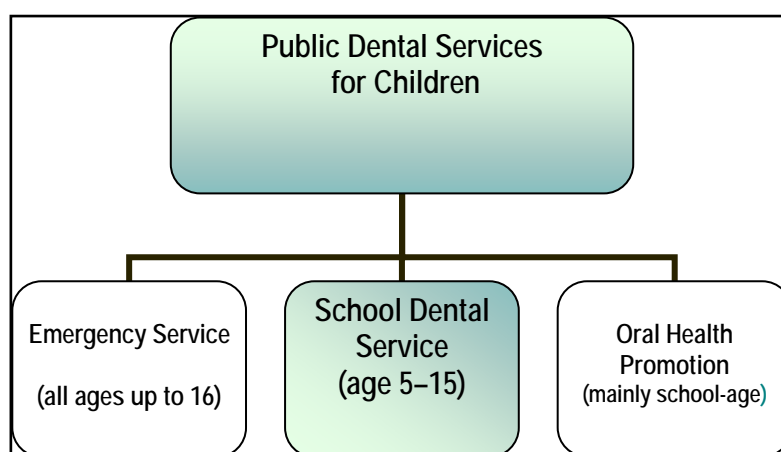 Public Dental Services
for Children
Emergency Service
(all ages up to 16)
School Dental
Service
(age 5–15)
Oral Health
Promotion
(mainly school-age)